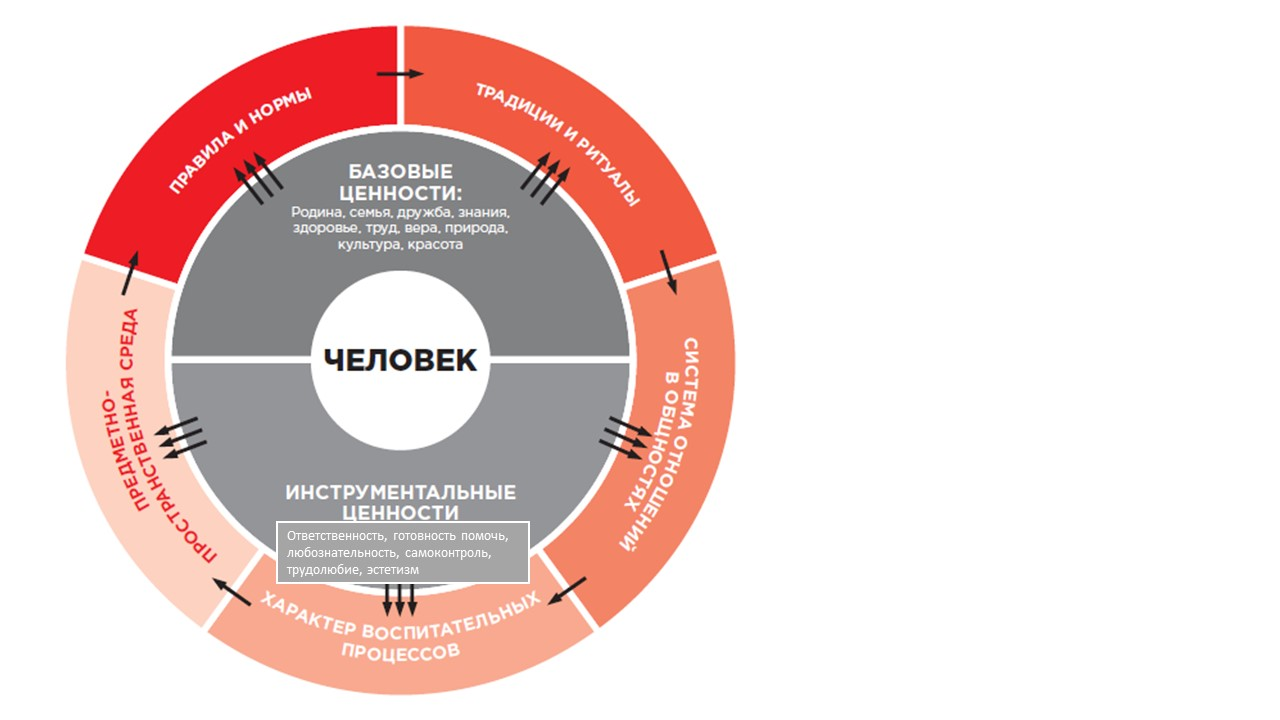 ПРАВИЛА И НОРМЫ
ТРАДИЦИИ И РИТУАЛЫ
БАЗОВЫЕ
ЦЕННОСТИ:
Родина, семья, дружба, знания,
здоровье, труд, вера, природа,
культура, красота
ЧЕЛОВЕК
ПРЕДМЕТНО-
ПРОСТРАНСТВЕННАЯ СРЕДА
СИСТЕМА ОТНОШЕНИЙ
В ОБЩНОСТЯХ
ИНСТРУМЕНТАЛЬНЫЕ
ЦЕННОСТИ
Ответственность, готовность помочь,
любознательность, самоконтроль,
трудолюбие, эстетизм
ХАРАКТЕР ВОСПИТАТЕЛЬНЫХ
ПРОЦЕССОВ